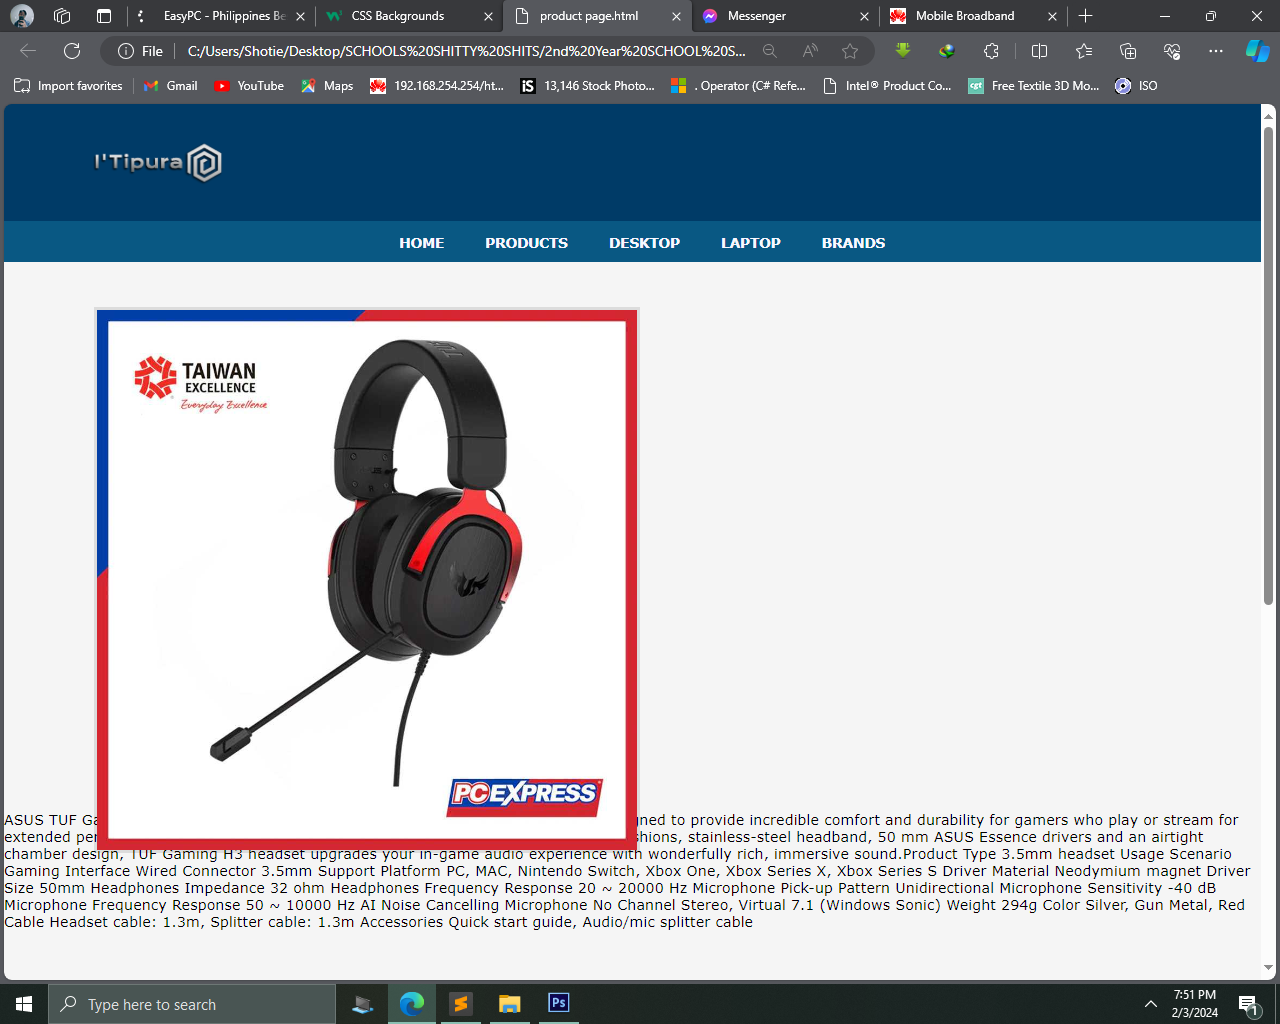 EasyPC - Philippines Be
CSS Backgrounds
product page.html
Messenger
Mobile Broadband
File
C:/Users/Shotie/Desktop/SCHOOLS%20SHITTY%20SHITS/2nd%20Year%20SCHOOL%20S...
Import favorites
Gmail
YouTube
Maps
192.168.254.254/ht...
iS
13,146 Stock Photo...
. Operator (C# Refe...
Intel® Product Co...
cgt
Free Textile 3D Mo...
ISO
I'Tipura
HOME
PRODUCTS
DESKTOP
LAPTOP
BRANDS
TAIWAN
EXCELLENCE
Everyday Excellence
PC EXPRESS
ASUS TUF Ga
ned to provide incredible comfort and durability for gamers who play or stream for
extended per
shions, stainless-steel headband, 50 mm ASUS Essence drivers and an airtight
chamber design, TUF Gaming H3 headset upgrades your in-game audio experience with wonderfully rich, immersive sound.Product Type 3.5mm headset Usage Scenario
Gaming Interface Wired Connector 3.5mm Support Platform PC, MAC, Nintendo Switch, Xbox One, Xbox Series X, Xbox Series S Driver Material Neodymium magnet Driver
Size 50mm Headphones Impedance 32 ohm Headphones Frequency Response 20 ~ 20000 Hz Microphone Pick-up Pattern Unidirectional Microphone Sensitivity -40 dB
Microphone Frequency Response 50 ~ 10000 Hz AI Noise Cancelling Microphone No Channel Stereo, Virtual 7.1 (Windows Sonic) Weight 294g Color Silver, Gun Metal, Red
Cable Headset cable: 1.3m, Splitter cable: 1.3m Accessories Quick start guide, Audio/mic splitter cable
Type here to search
Ps
7:51 PM
2/3/2024
1